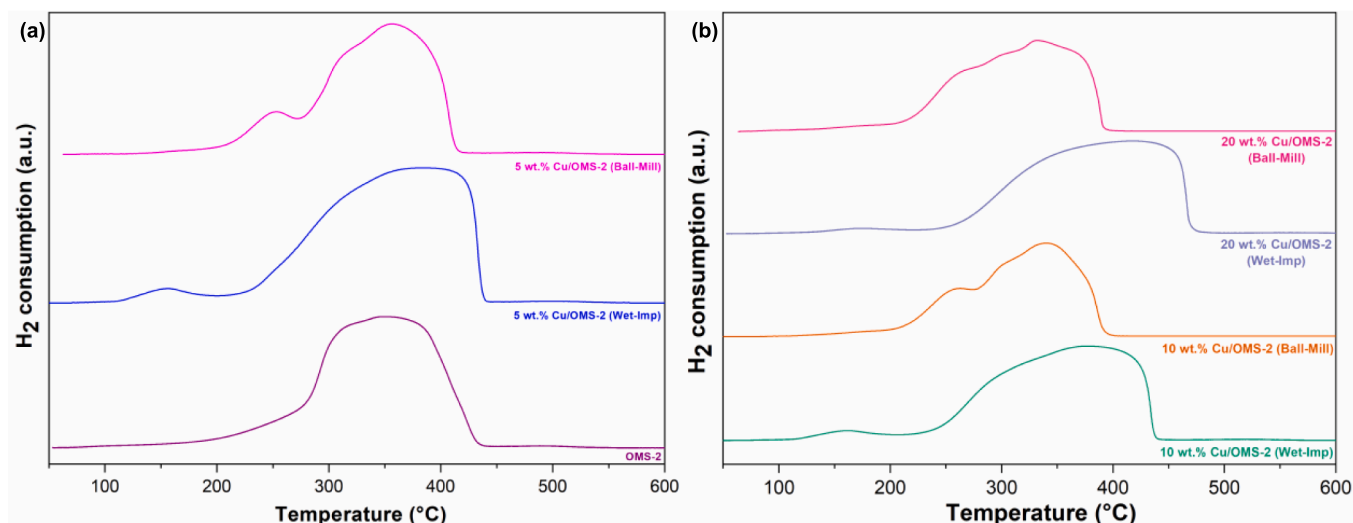 (a)
H2 consumption (a.u.)
5 wt.% Cu/OMS-2 (Ball-Mill)
5 wt.% Cu/OMS-2 (Wet-Imp)
OMS-2
100 200 300 400 500 600
Temperature (°C)
(b)
H2 consumption (a.u.)
20 wt.% Cu/OMS-2
(Ball-Mill)
20 wt.% Cu/OMS-2
(Wet-Imp)
10 wt.% Cu/OMS-2 (Ball-Mill)
10 wt.% Cu/OMS-2 (Wet-Imp)
100 200 300 400 500 600
Temperature (°C)